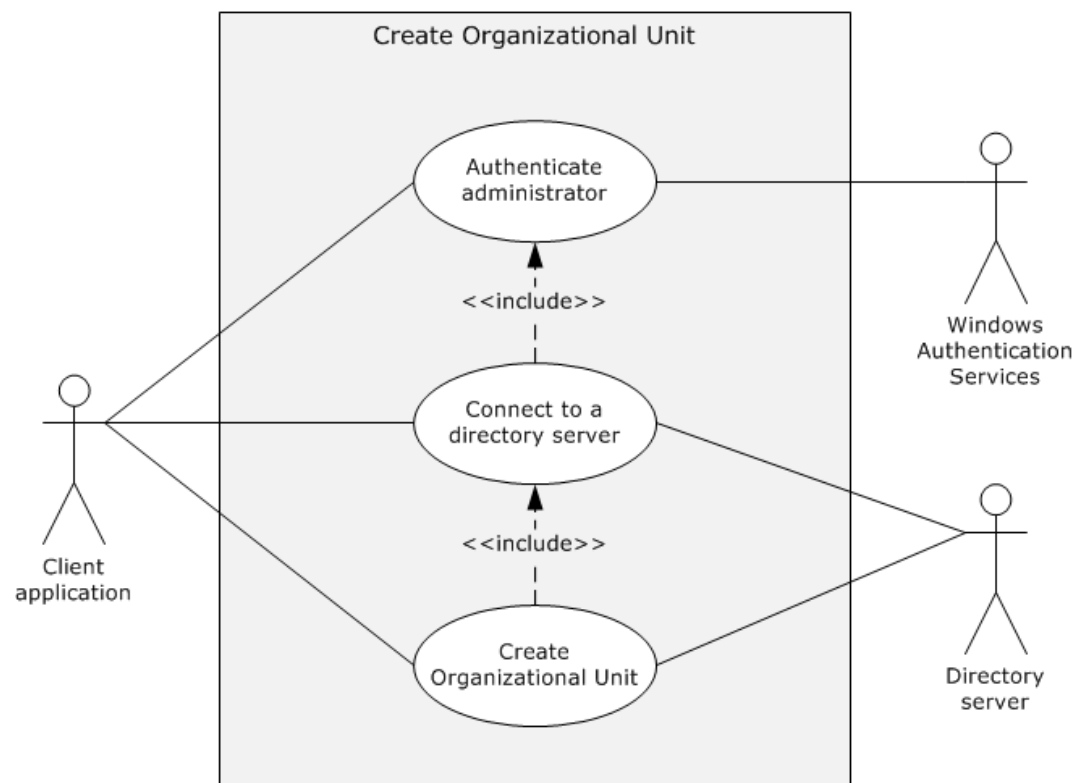 Create Organizational Unit
Authenticate
administrator
<<include>>
Windows
Authentication
Services
Connect to a
directory server
<<include>>
Client
application
Create
Organizational Unit
Directory
server